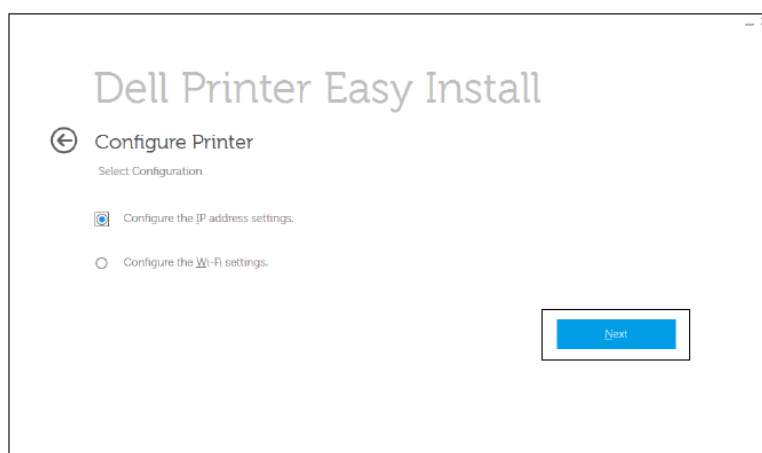 Dell Printer Easy Install
Configure Printer
Select Configuration
Configure the IP address settings.
Configure the Wi-Fi settings.
Next